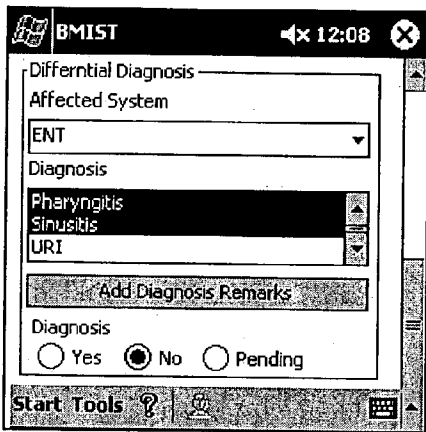 BMIST 12:08
Differntial Diagnosis
Affected System
ENT
Diagnosis
Pharyngitis
Sinusitis
URI
Add Diagnosis Remarks
Diagnosis
Yes No Pending
Start Tools ?